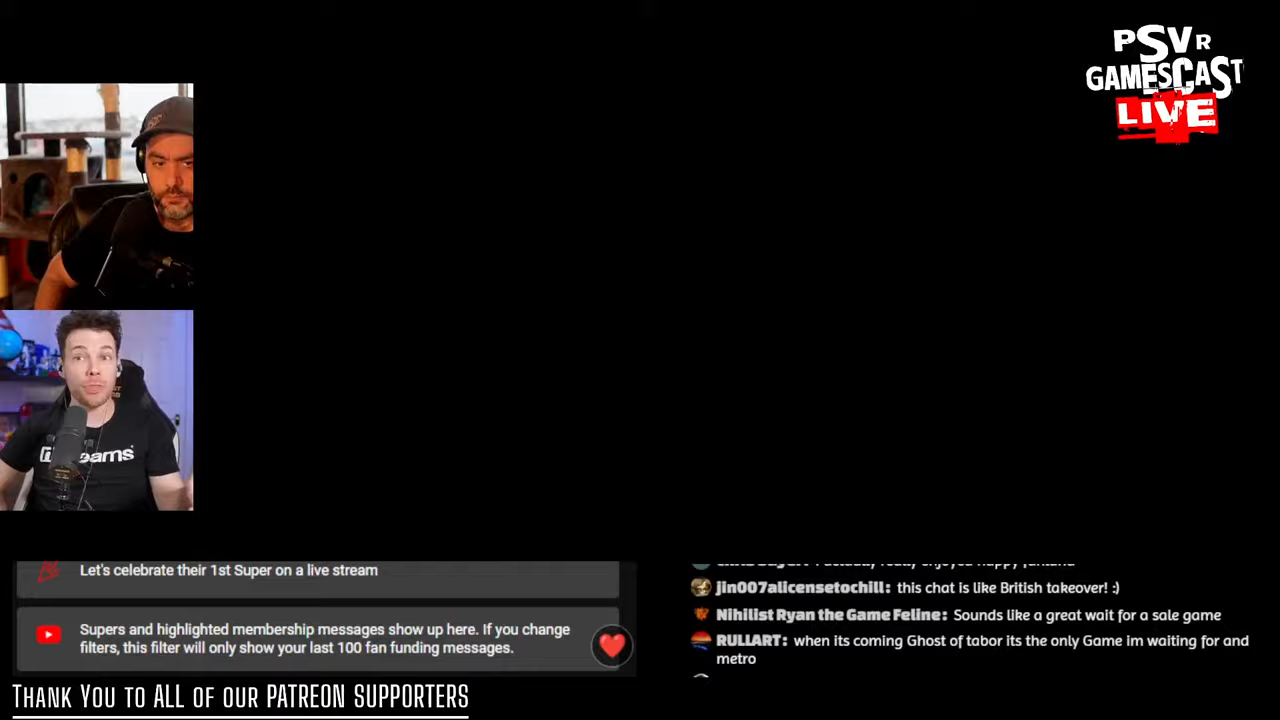 PSVR
GAMESCAST
LIVE
Let's celebrate their 1st Super on a live stream
Supers and highlighted membership messages show up here. If you change
filters, this filter will only show your last 100 fan funding messages.
jin007alicensetochill: this chat is like British takeover! :)
Nihilist Ryan the Game Feline: Sounds like a great wait for a sale game
RULLART: when its coming Ghost of tabor its the only Game im waiting for and
metro
THANK YOU TO ALL OF OUR PATREON SUPPORTERS